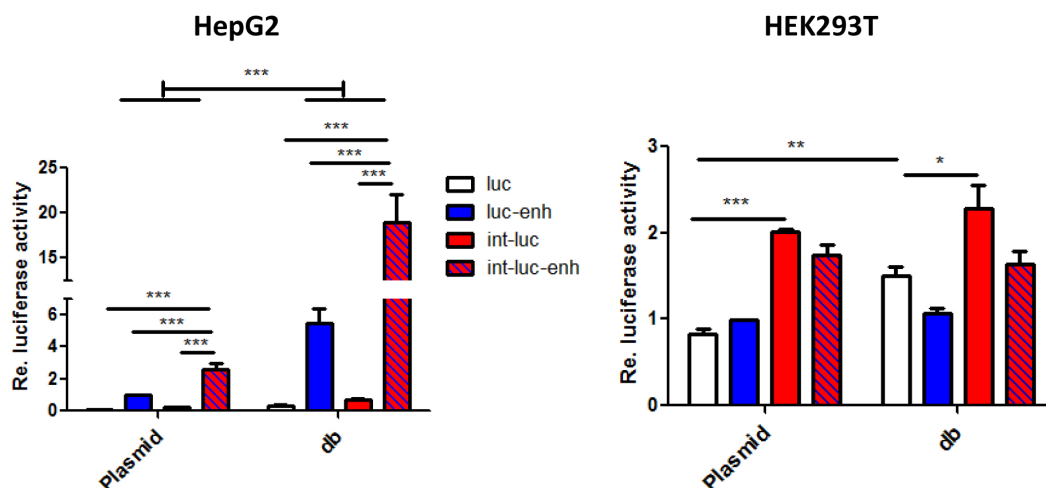 HepG2
HEK293T
***
***
***
***
***
***
***
Re. luciferase activity
25
20
15
6
4
2
0
Plasmid
db
luc
luc-enh
int-luc
int-luc-enh
**
*
***
Re. luciferase activity
3
2
1
0
Plasmid
db